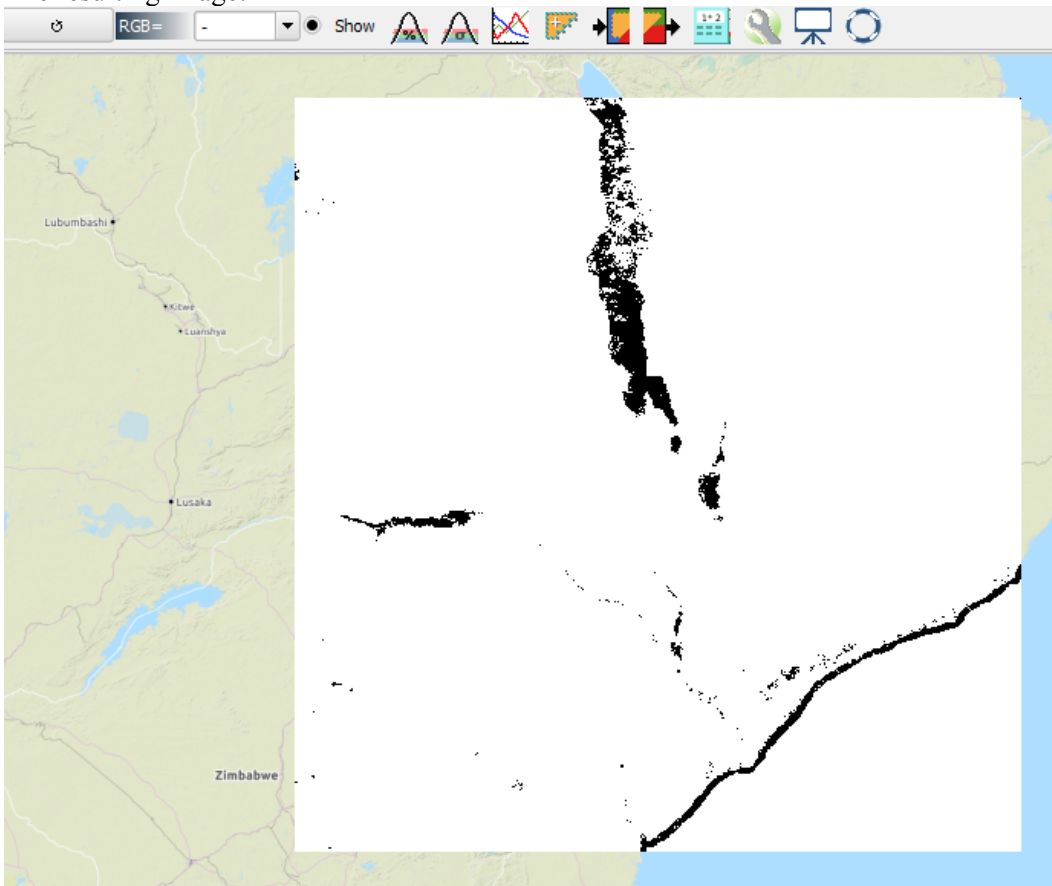 RGB=
-
Show
%
σ
1* 2
Lubumbashi
Kitwe
Luanshya
Lusaka
Zimbabwe